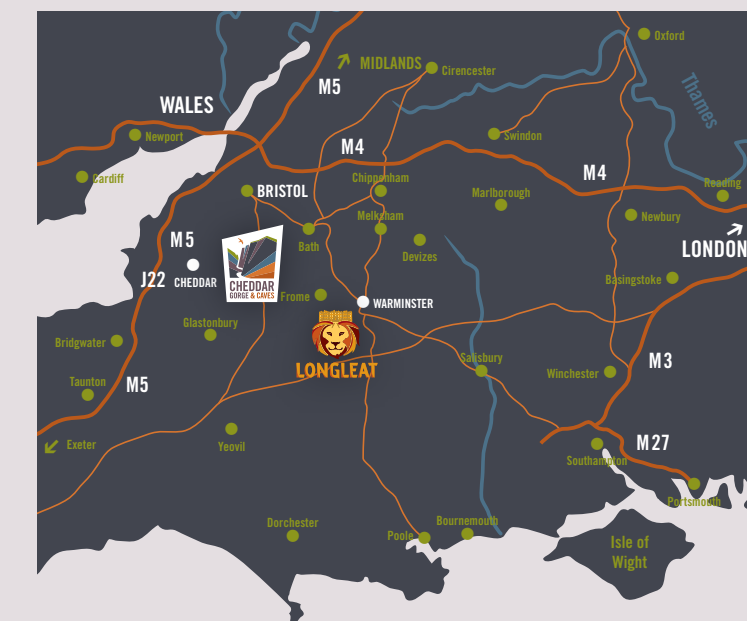 Oxford
MIDLANDS
Cirencester
M5
Thames
WALES
Newport
Swindon
M4
Cardiff
Chippenham
M4
Reading
BRISTOL
Marlborough
Melksham
Newbury
M5
Bath
Devizes
LONDON
J22
CHEDDAR
Basingstoke
CHEDDAR
GORGE & CAVES
Frome
WARMINSTER
Glastonbury
Bridgwater
Salisbury
M3
LONGLEAT
Winchester
Taunton
M5
Exeter
Yeovil
M27
Southampton
Portsmouth
Dorchester
Bournemouth
Poole
Isle of
Wight